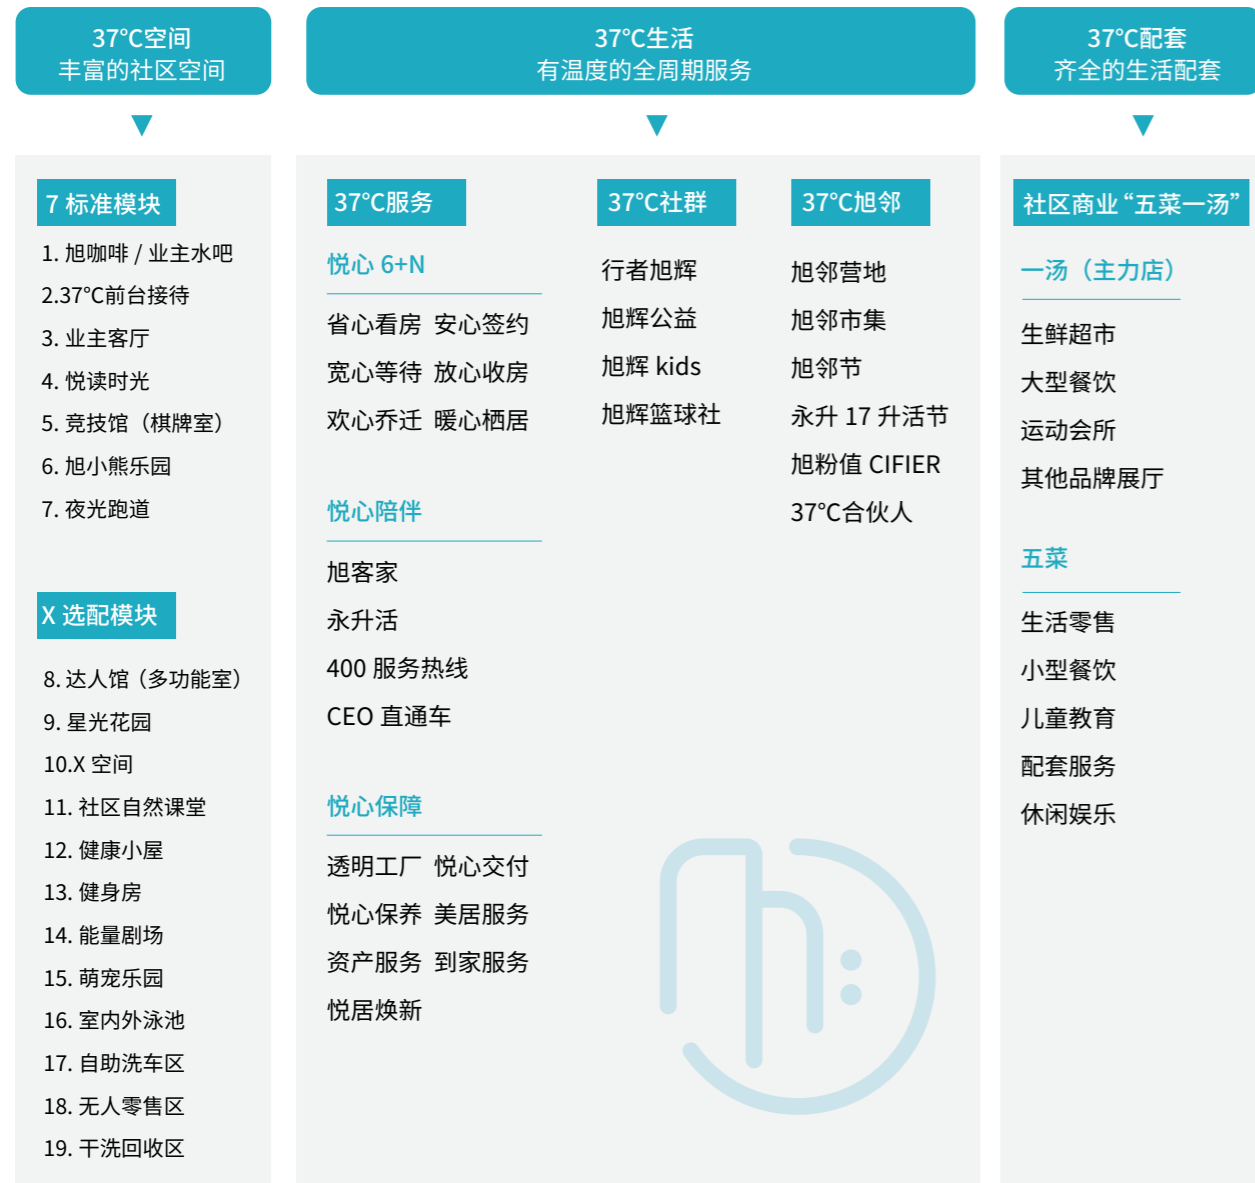 37℃空间
丰富的社区空间
37℃生活
有温度的全周期服务
37℃配套
齐全的生活配套
7 标准模块
1. 旭咖啡 / 业主水吧
2.37℃前台接待
3. 业主客厅
4. 悦读时光
5. 竞技馆（棋牌室）
6. 旭小熊乐园
7. 夜光跑道
X 选配模块
8. 达人馆（多功能室）
9. 星光花园
10.X 空间
11. 社区自然课堂
12. 健康小屋
13. 健身房
14. 能量剧场
15. 萌宠乐园
16. 室内外泳池
17. 自助洗车区
18. 无人零售区
19. 干洗回收区
37℃服务
悦心 6+N
省心看房 安心签约
宽心等待 放心收房
欢心乔迁 暖心栖居
悦心陪伴
旭客家
永升活
400 服务热线
CEO 直通车
悦心保障
透明工厂 悦心交付
悦心保养 美居服务
资产服务 到家服务
悦居焕新
37℃社群
行者旭辉
旭辉公益
旭辉 kids
旭辉篮球社
37℃旭邻
旭邻营地
旭邻市集
旭邻节
永升 17 升活节
旭粉值 CIFIER
37℃合伙人
社区商业“五菜一汤”
一汤（主力店）
生鲜超市
大型餐饮
运动会所
其他品牌展厅
五菜
生活零售
小型餐饮
儿童教育
配套服务
休闲娱乐